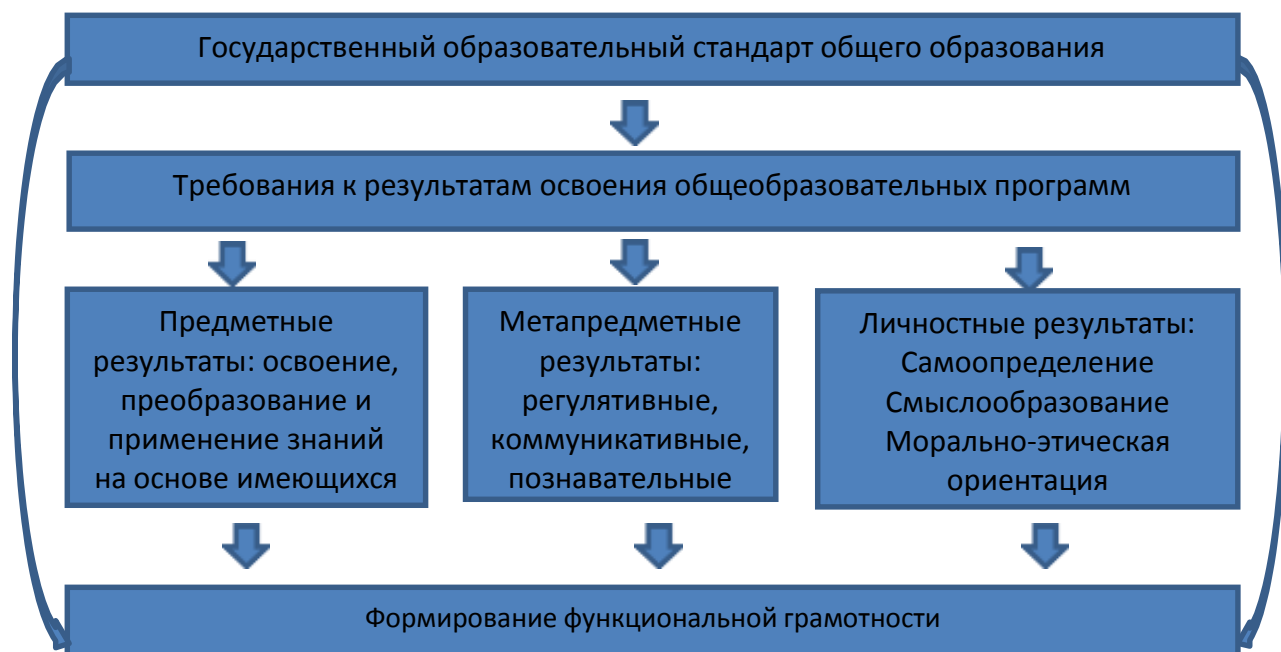 Государственный образовательный стандарт общего образования
Требования к результатам освоения общеобразовательных программ
Предметные
результаты: освоение,
преобразование и
применение знаний
на основе имеющихся
Метапредметные
результаты:
регулятивные,
коммуникативные,
познавательные
Личностные результаты:
Самоопределение
Смыслообразование
Морально-этическая
ориентация
Формирование функциональной грамотности